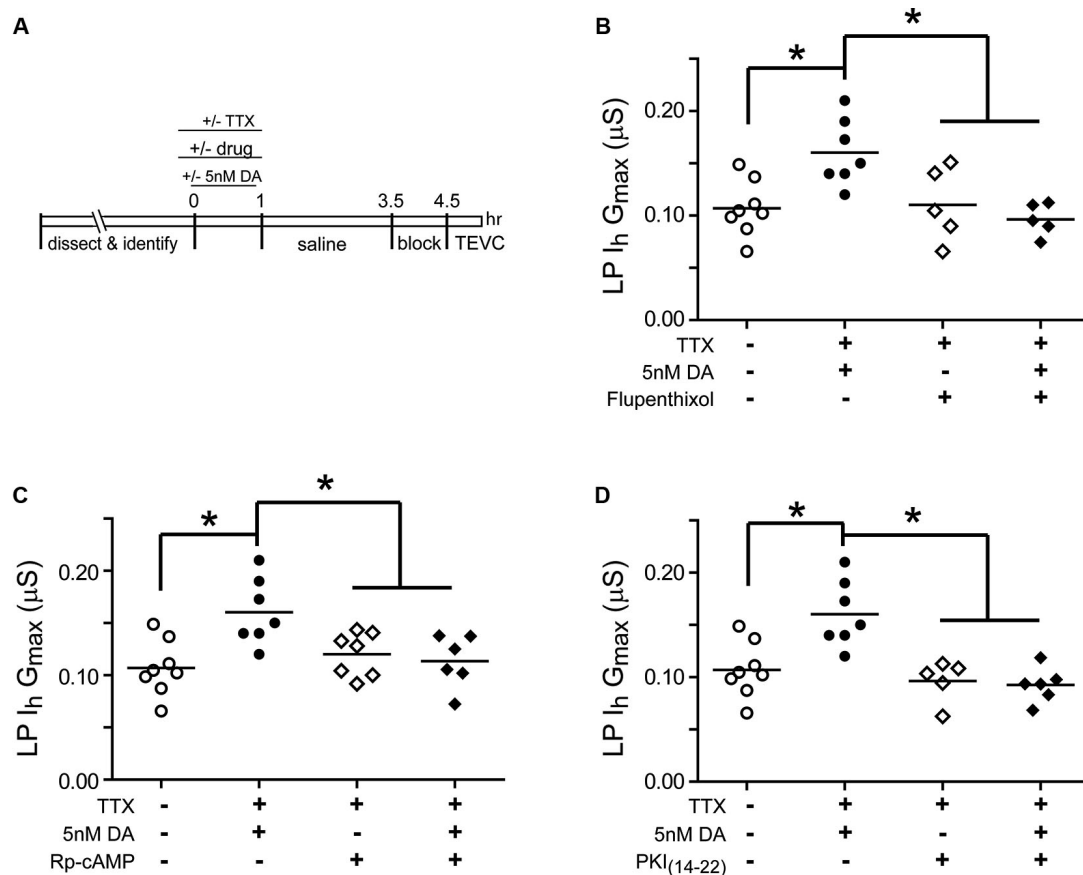 A
+/- TTX
+/- drug
+/- 5nM DA
0 1 3.5 4.5 hr
dissect & identify saline block TEVC
B
* *
LP Ih Gmax (μS)
0.20
0.10
0.00
TTX - + + +
5nM DA - + - +
Flupenthixol - - + +
C
* *
LP Ih Gmax (μS)
0.20
0.10
0.00
TTX - + + +
5nM DA - + - +
Rp-cAMP - - + +
D
* *
LP Ih Gmax (μS)
0.20
0.10
0.00
TTX - + + +
5nM DA - + - +
PKI(14-22) - - + +